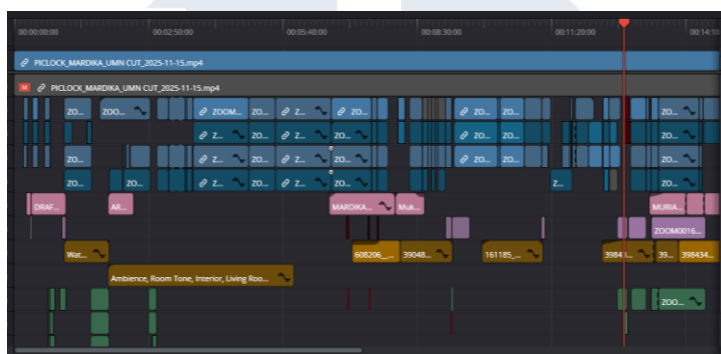 00:00:00:00 00:02:50:00 00:05:40:00 00:08:30:00 00:11:20:00 00:14:10
PICLOCK_MARDIKA_UMN CUT_2025-11-15.mp4
M PICLOCK_MARDIKA_UMN CUT_2025-11-15.mp4
ZO... ZOO... ZOOM... ZO... Z... ZO... ZO... ZO... ZO...
Z... ZO... Z... ZO... ZO...
ZO... ZO... ZO... ZO...
ZO... ZO... Z... ZO... Z... ZO... Z... ZO...
DRAF... AR... MARDIKA... Muk... MURIA...
ZOOM0016...
Wat... 608206_... 39048... 161185_... 3984... 39... 398434...
Ambience, Room Tone, Interior, Living Roo...
ZOO...